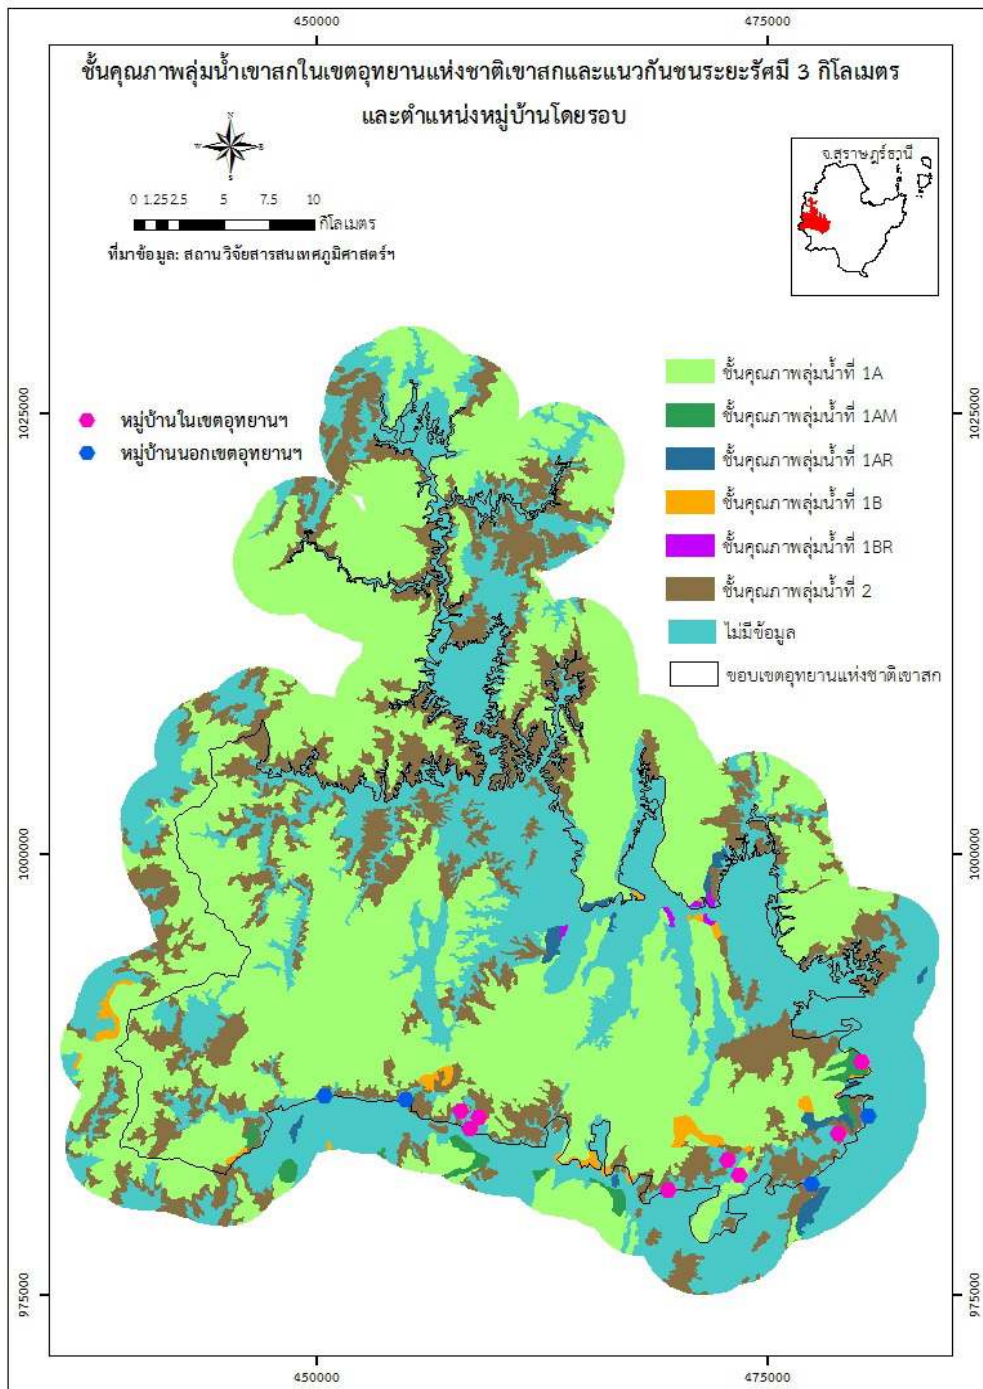 450000
475000
ชั้นคุณภาพลุ่มน้ำเขาสกในเขตอุทยานแห่งชาติเขาสกและแนวกันชนระยะรัศมี 3 กิโลเมตร
และตำแหน่งหมู่บ้านโดยรอบ
N
W
E
S
จ.สุราษฎร์ธานี
0 1.25 2.5 5 7.5 10
กิโลเมตร
ที่มาข้อมูล: สถานวิจัยสารสนเทศภูมิศาสตร์ฯ
หมู่บ้านในเขตอุทยานฯ
หมู่บ้านนอกเขตอุทยานฯ
ชั้นคุณภาพลุ่มน้ำที่ 1A
ชั้นคุณภาพลุ่มน้ำที่ 1AM
ชั้นคุณภาพลุ่มน้ำที่ 1AR
ชั้นคุณภาพลุ่มน้ำที่ 1B
ชั้นคุณภาพลุ่มน้ำที่ 1BR
ชั้นคุณภาพลุ่มน้ำที่ 2
ไม่มีข้อมูล
ขอบเขตอุทยานแห่งชาติเขาสก
1025000
1025000
1000000
1000000
975000
975000
450000
475000